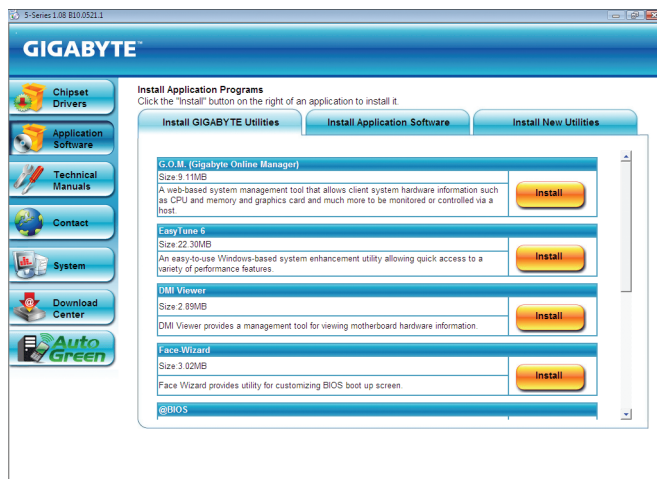 5-Series 1.08 B10.0521.1
GIGABYTE™
Chipset
Drivers
Application
Software
Technical
Manuals
Contact
System
Download
Center
Auto
Green
Install Application Programs
Click the "Install" button on the right of an application to install it.
Install GIGABYTE Utilities
Install Application Software
Install New Utilities
G.O.M. (Gigabyte Online Manager)
Size:9.11MB
A web-based system management tool that allows client system hardware information such
as CPU and memory and graphics card and much more to be monitored or controlled via a
host.
Install
EasyTune 6
Size:22.30MB
An easy-to-use Windows-based system enhancement utility allowing quick access to a
variety of performance features.
Install
DMI Viewer
Size:2.89MB
DMI Viewer provides a management tool for viewing motherboard hardware information.
Install
Face-Wizard
Size:3.02MB
Face Wizard provides utility for customizing BIOS boot up screen.
Install
@BIOS